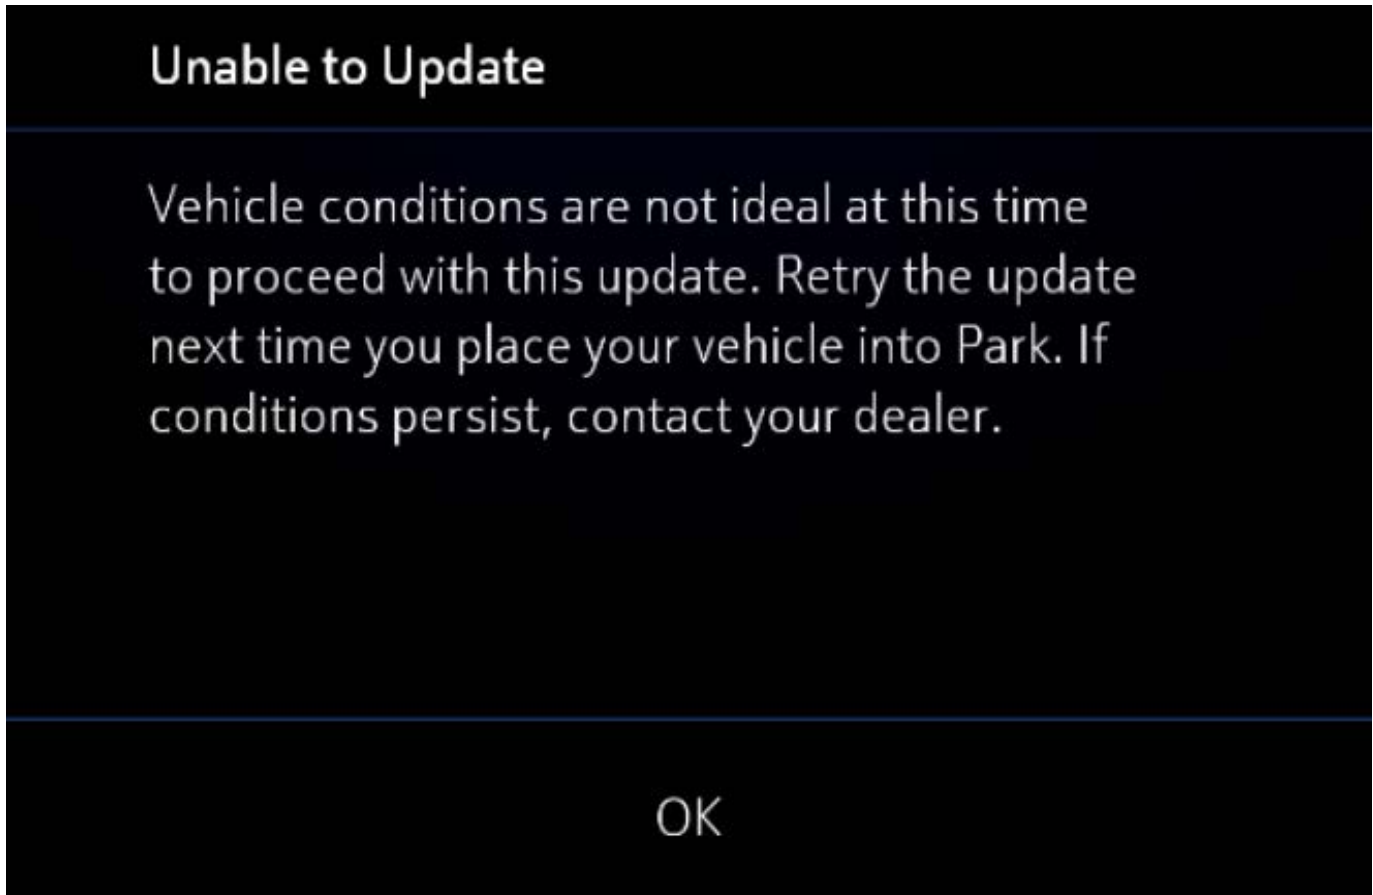 Unable to Update
Vehicle conditions are not ideal at this time
to proceed with this update. Retry the update
next time you place your vehicle into Park. If
conditions persist, contact your dealer.
OK